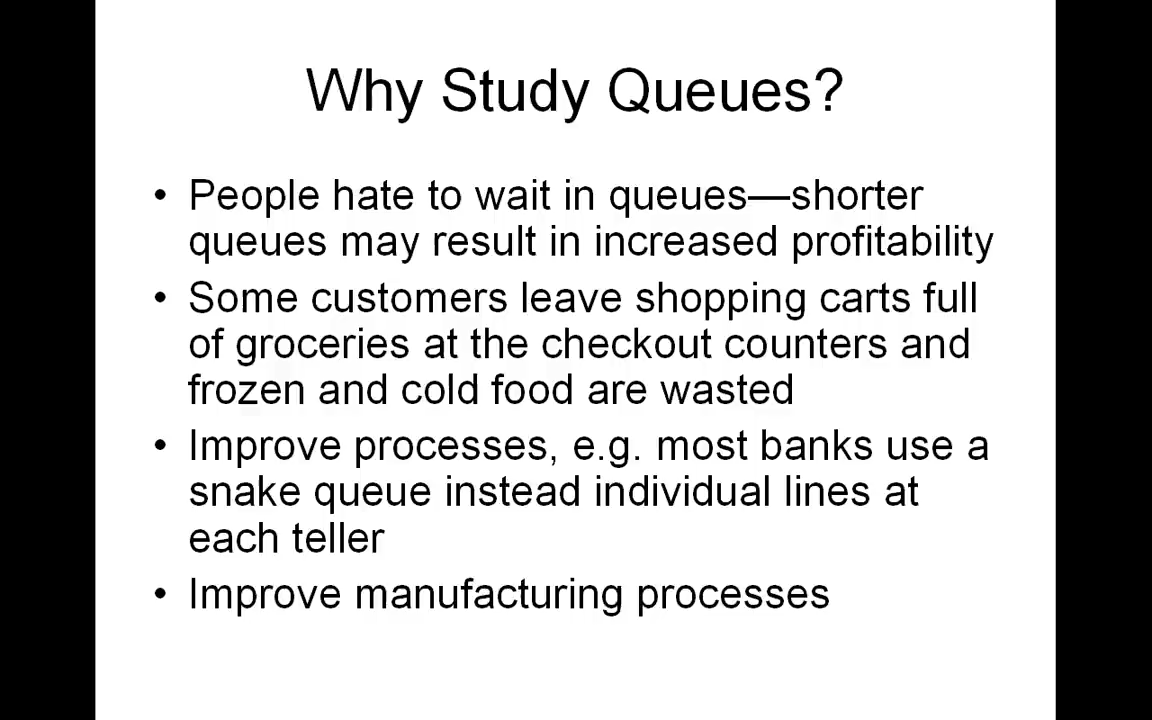 Why Study Queues?
• People hate to wait in queues—shorter
queues may result in increased profitability
• Some customers leave shopping carts full
of groceries at the checkout counters and
frozen and cold food are wasted
• Improve processes, e.g. most banks use a
snake queue instead individual lines at
each teller
• Improve manufacturing processes